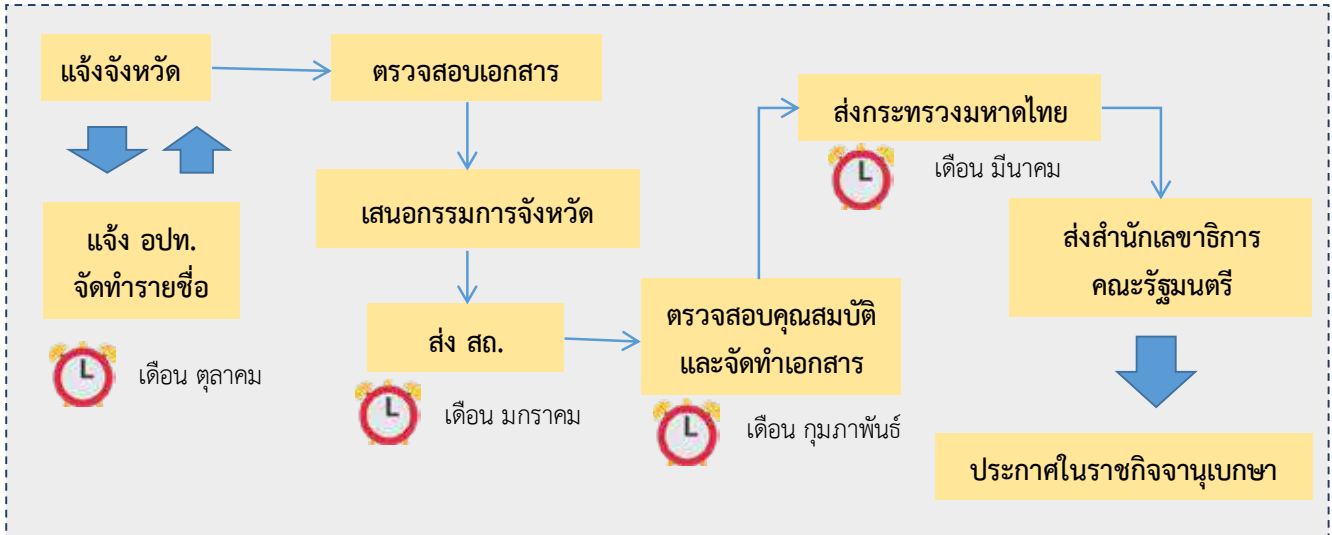 แจ้งจังหวัด
ตรวจสอบเอกสาร
แจ้ง อปท.
จัดทำรายชื่อ
เดือน ตุลาคม
เสนอกรรมการจังหวัด
ส่ง สถ.
เดือน มกราคม
ตรวจสอบคุณสมบัติ
และจัดทำเอกสาร
เดือน กุมภาพันธ์
ส่งกระทรวงมหาดไทย
เดือน มีนาคม
ส่งสำนักเลขาธิการ
คณะรัฐมนตรี
ประกาศในราชกิจจานุเบกษา